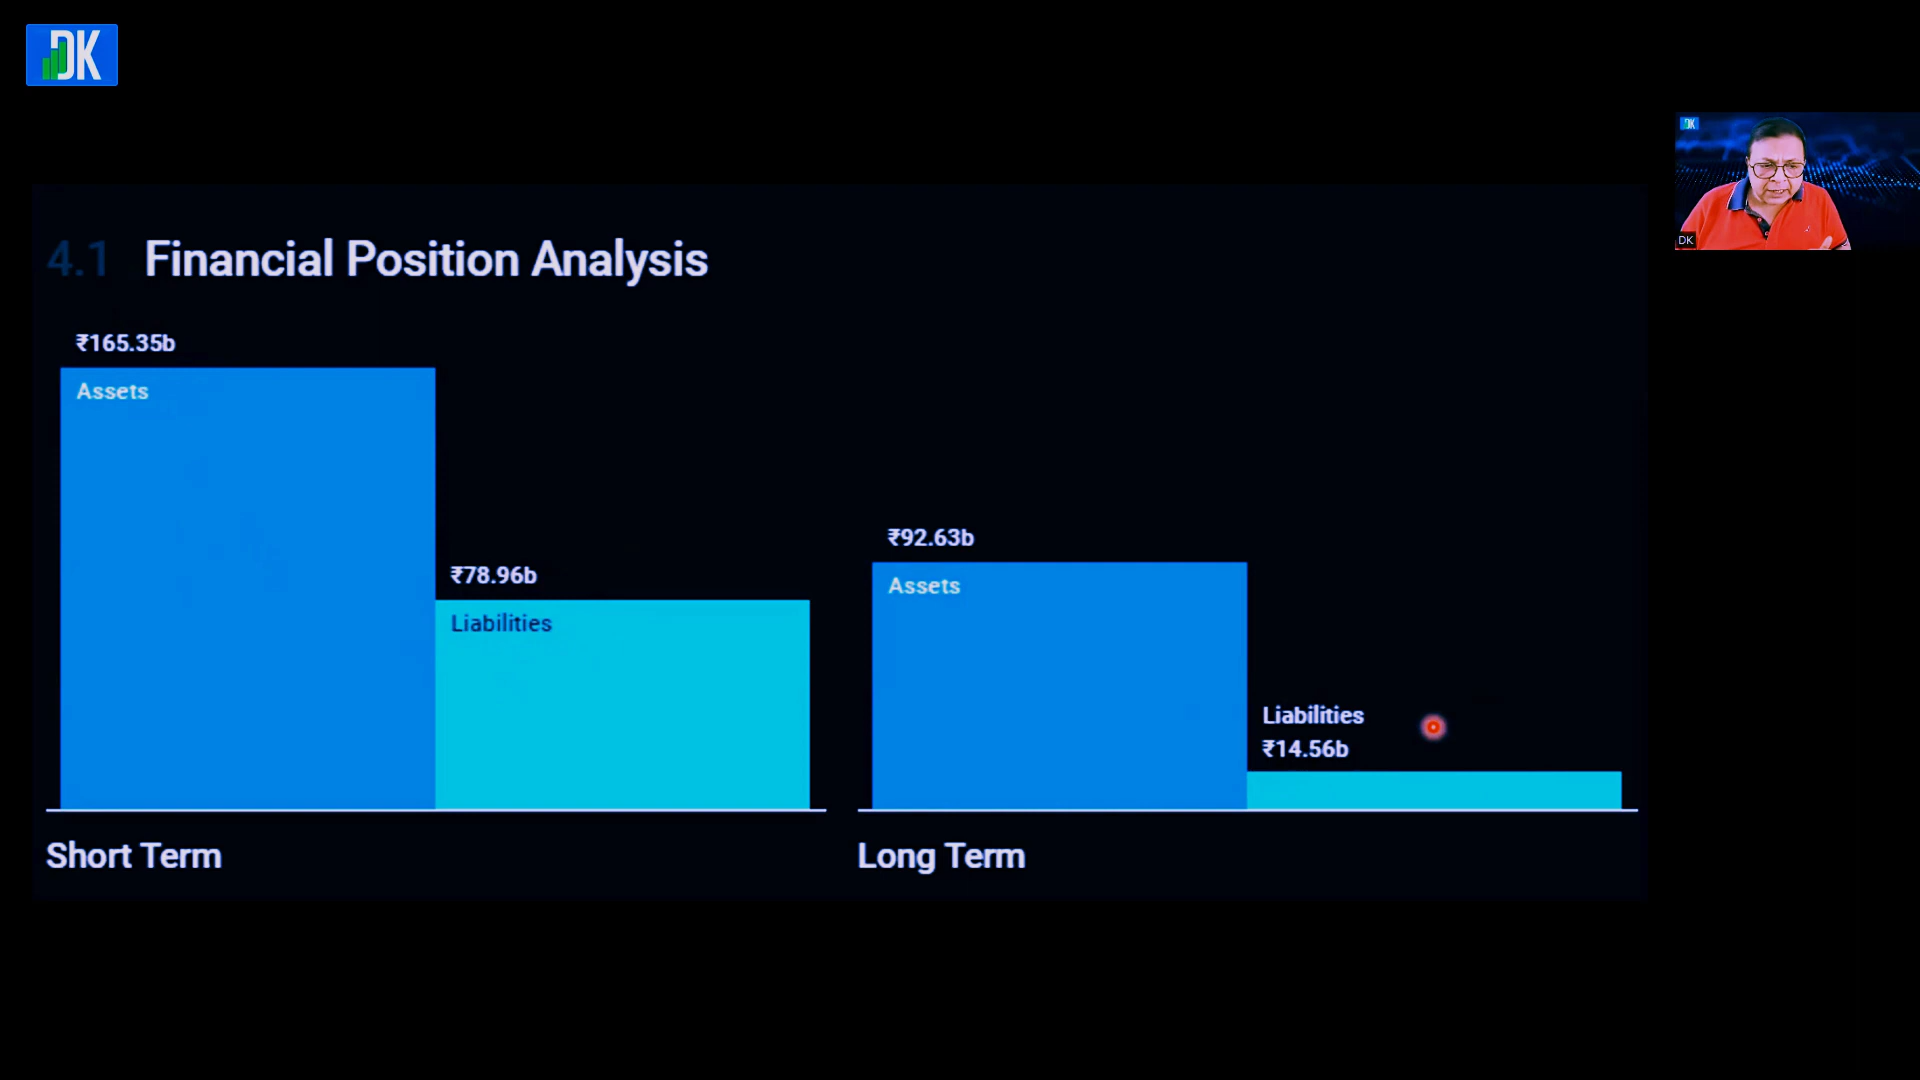 DK
DK
DK
4.1 Financial Position Analysis
₹165.35b
Assets
₹78.96b
Liabilities
₹92.63b
Assets
Liabilities
₹14.56b
Short Term
Long Term